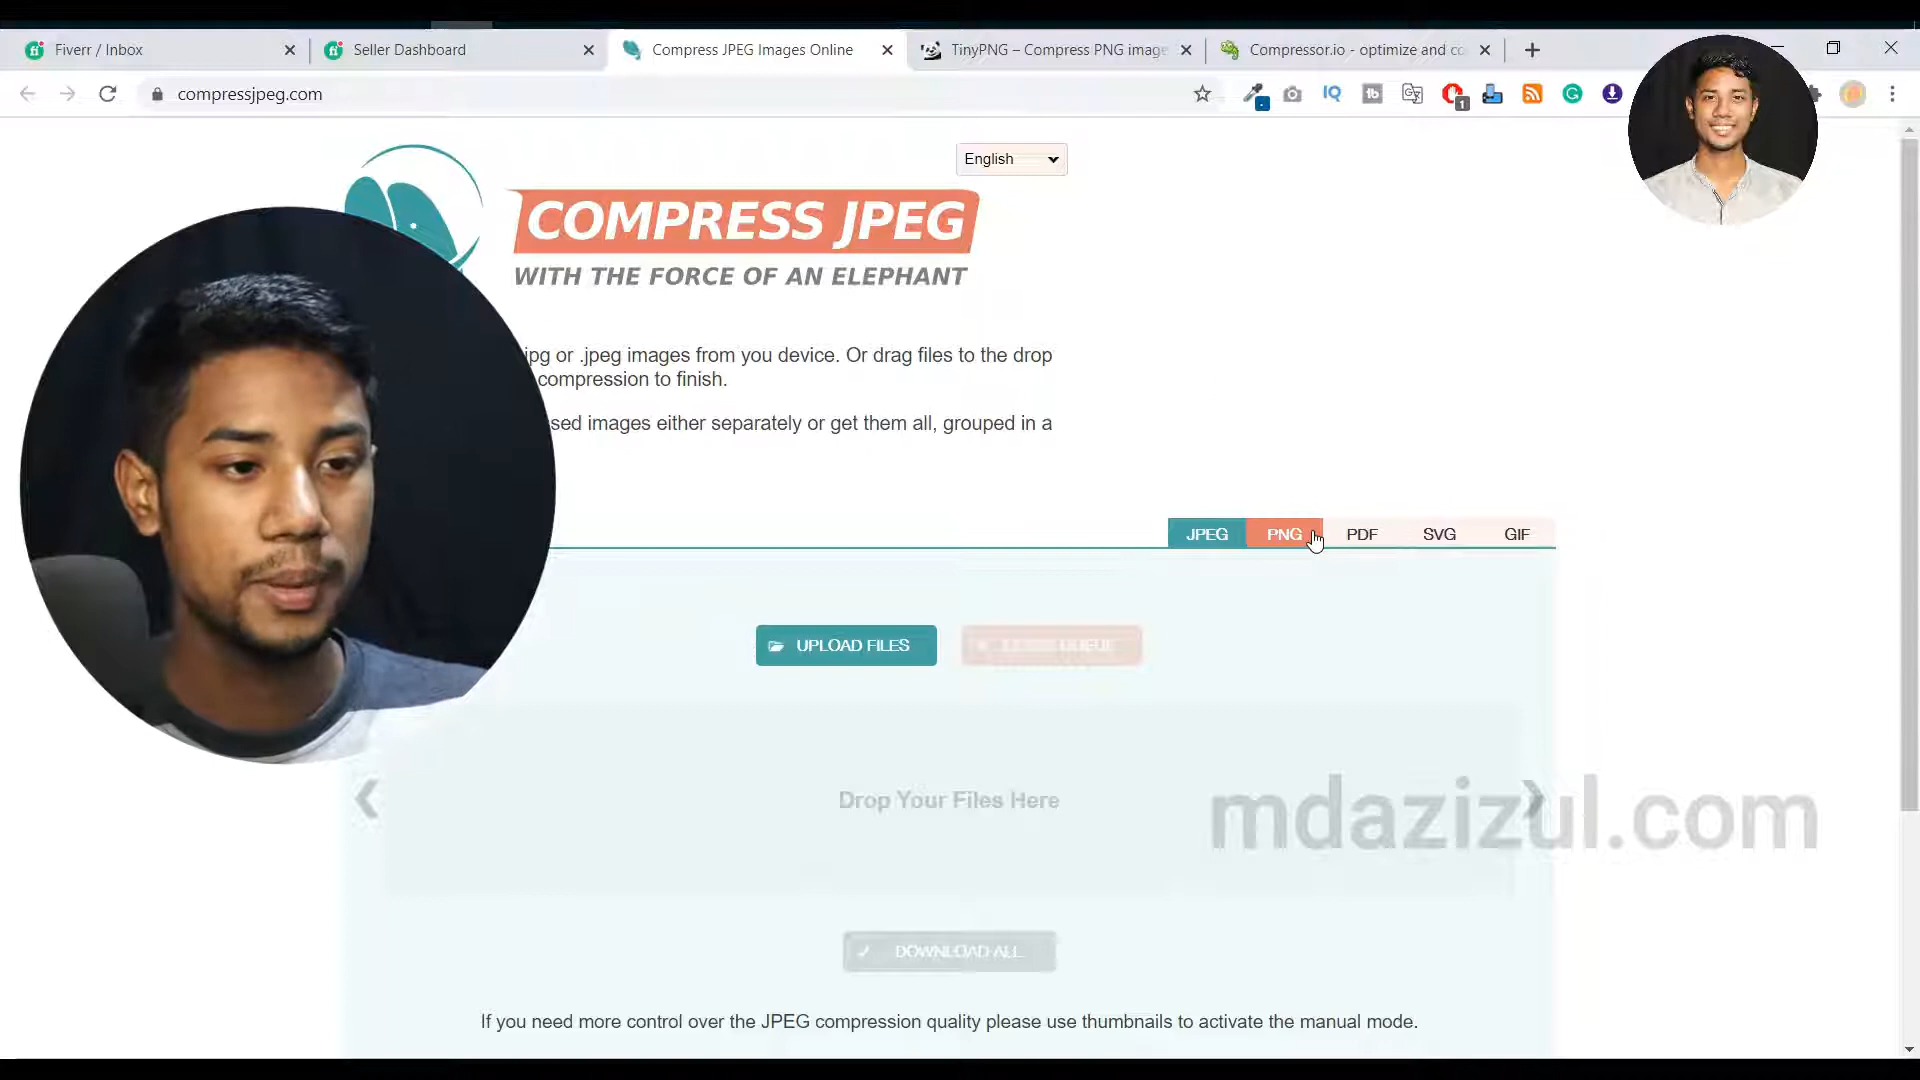 Fiverr / Inbox
Seller Dashboard
Compress JPEG Images Online
TinyPNG – Compress PNG image
Compressor.io - optimize and co
compressjpeg.com
IQ
1
English
COMPRESS JPEG
WITH THE FORCE OF AN ELEPHANT
jpg or .jpeg images from you device. Or drag files to the drop
compression to finish.
sed images either separately or get them all, grouped in a
JPEG
PNG
PDF
SVG
GIF
UPLOAD FILES
QUEUE
Drop Your Files Here
mdazizul.com
DOWNLOAD ALL
If you need more control over the JPEG compression quality please use thumbnails to activate the manual mode.